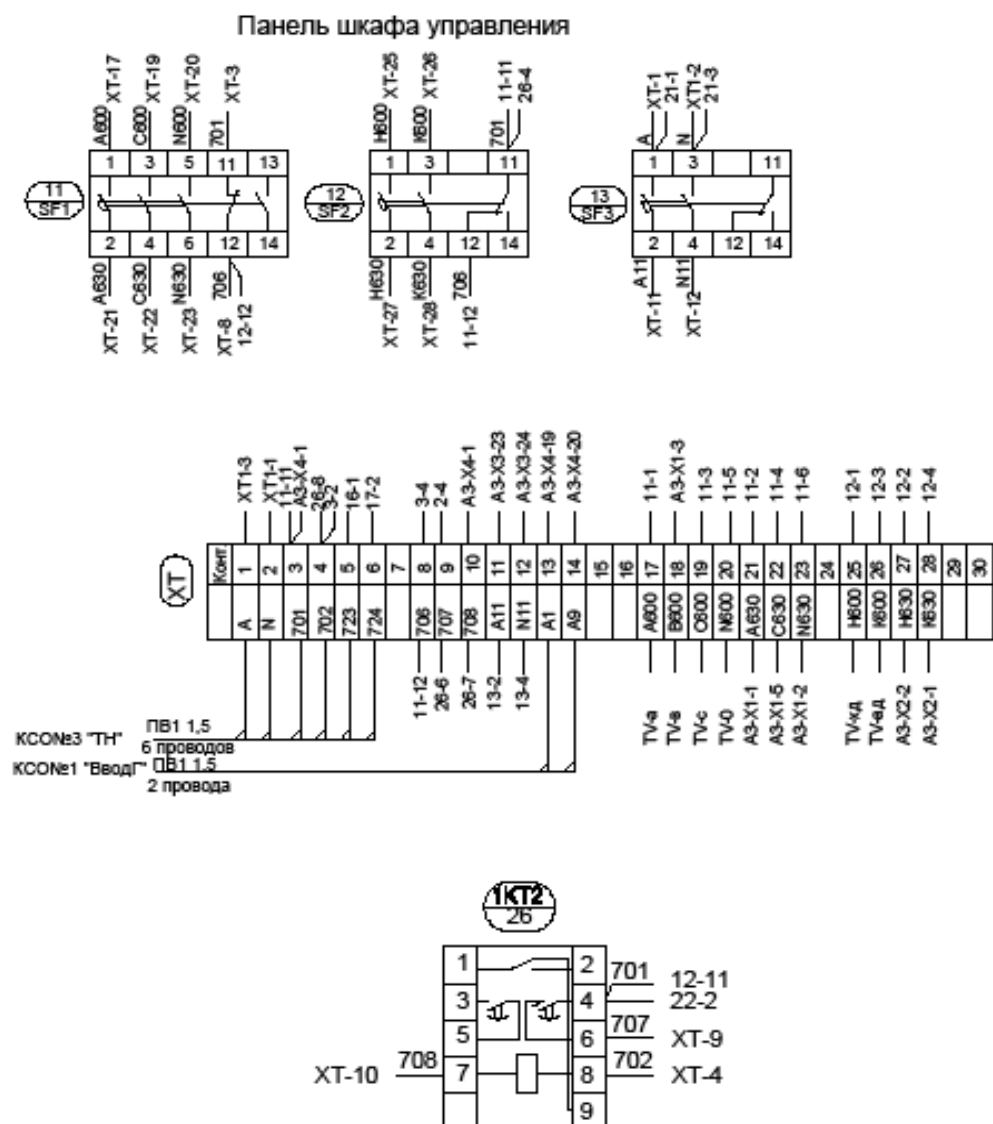 Панель шкафа управления
A600 XT-17
C600 XT-19
N600 XT-20
701 XT-3
1 3 5 11 13
11
SF1
2 4 6 12 14
A630 XT-21
C630 XT-22
N630 XT-23
706 XT-8
12-12
H600 XT-25
K600 XT-26
701 11-11
26-4
1 3 11
12
SF2
2 4 12 14
H630 XT-27
K630 XT-28
706 11-12
A XT-1
21-1
N XT1-2
21-3
1 3 11
13
SF3
2 4 12 14
A11 XT-11
N11 XT-12
XT1-3
XT1-1
11-11
A3-X4-1
26-8
3-2
16-1
17-2
3-4
2-4
A3-X4-1
A3-X3-23
A3-X3-24
A3-X4-19
A3-X4-20
11-1
A3-X1-3
11-3
11-5
11-2
11-4
11-6
12-1
12-3
12-2
12-4
XT
Конт. 1 2 3 4 5 6 7 8 9 10 11 12 13 14 15 16 17 18 19 20 21 22 23 24 25 26 27 28 29 30
A N 701 702 723 724 706 707 708 A11 N11 A1 A9 A600 B600 C600 N600 A630 C630 N630 H600 K600 H630 K630
11-12
26-6
26-7
13-2
13-4
TV-a
TV-в
TV-c
TV-0
A3-X1-1
A3-X1-5
A3-X1-2
TV-кд
TV-ад
A3-X2-2
A3-X2-1
КСО№3 "ТН" ПВ1 1,5
6 проводов
КСО№1 "ВводГ" ПВ1 1,5
2 провода
1КТ2
26
1 2 701 12-11
3 4 22-2
5 6 707 XT-9
XT-10 708 7 8 702 XT-4
9